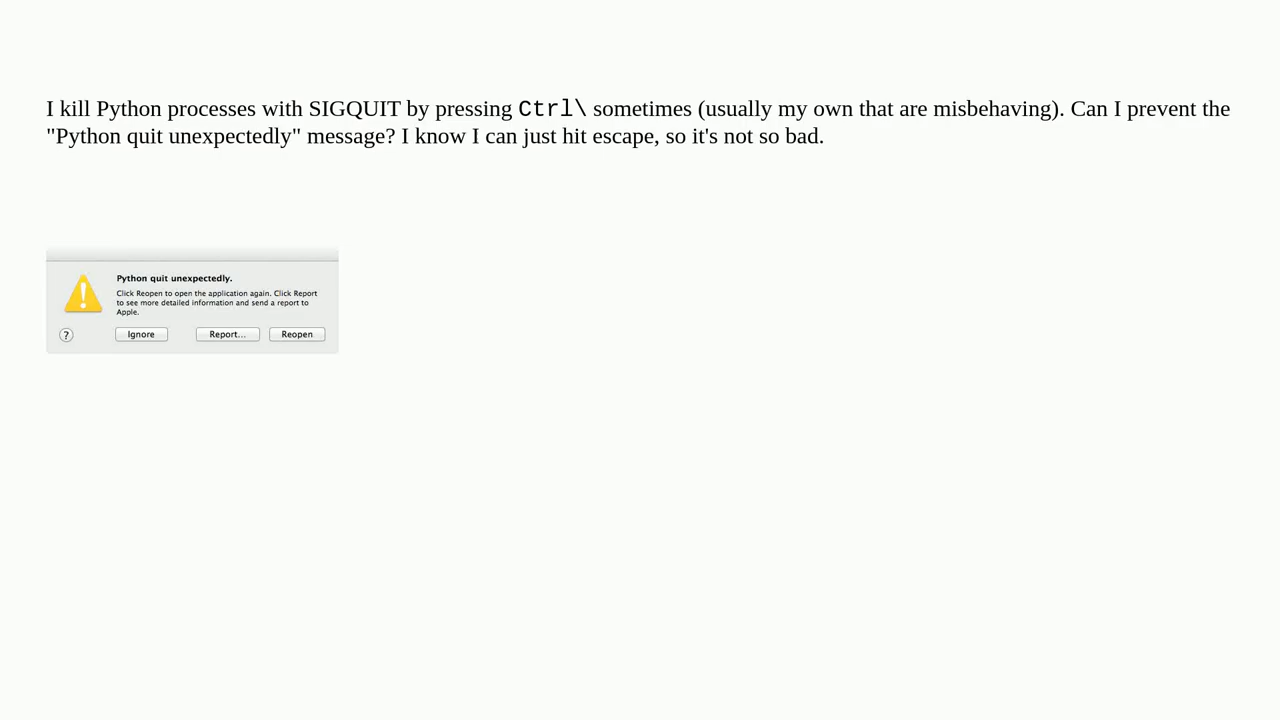 I kill Python processes with SIGQUIT by pressing Ctrl\ sometimes (usually my own that are misbehaving). Can I prevent the
"Python quit unexpectedly" message? I know I can just hit escape, so it's not so bad.
Python quit unexpectedly.
Click Reopen to open the application again. Click Report
to see more detailed information and send a report to
Apple.
? Ignore Report... Reopen